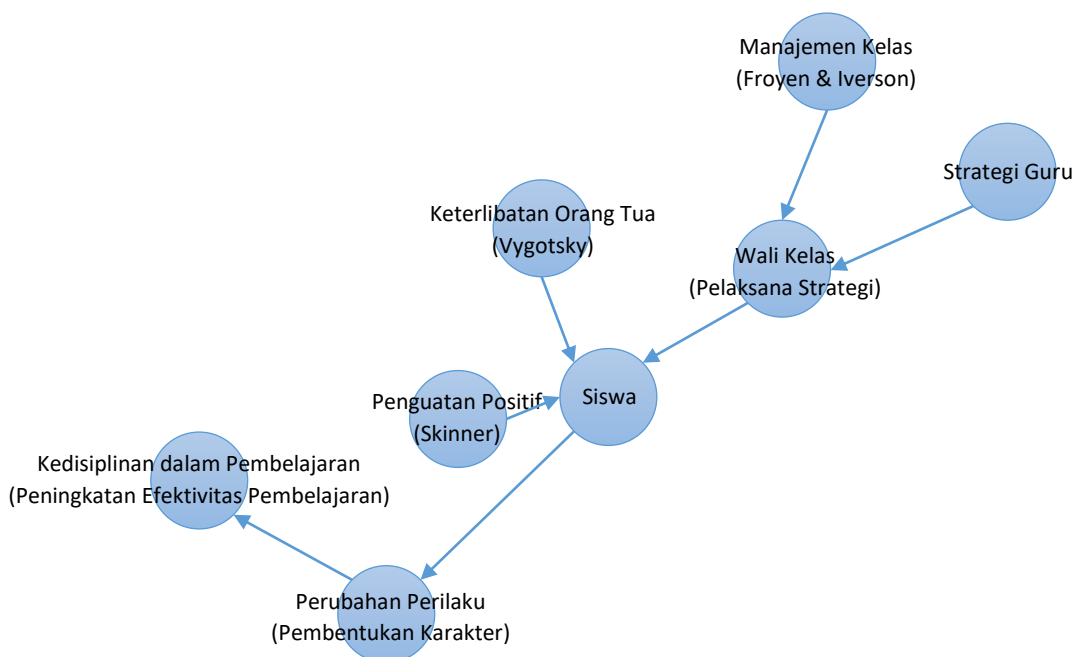 Manajemen Kelas
(Froyen & Iverson)
Strategi Guru
Keterlibatan Orang Tua
(Vygotsky)
Wali Kelas
(Pelaksana Strategi)
Siswa
Penguatan Positif
(Skinner)
Kedisiplinan dalam Pembelajaran
(Peningkatan Efektivitas Pembelajaran)
Perubahan Perilaku
(Pembentukan Karakter)